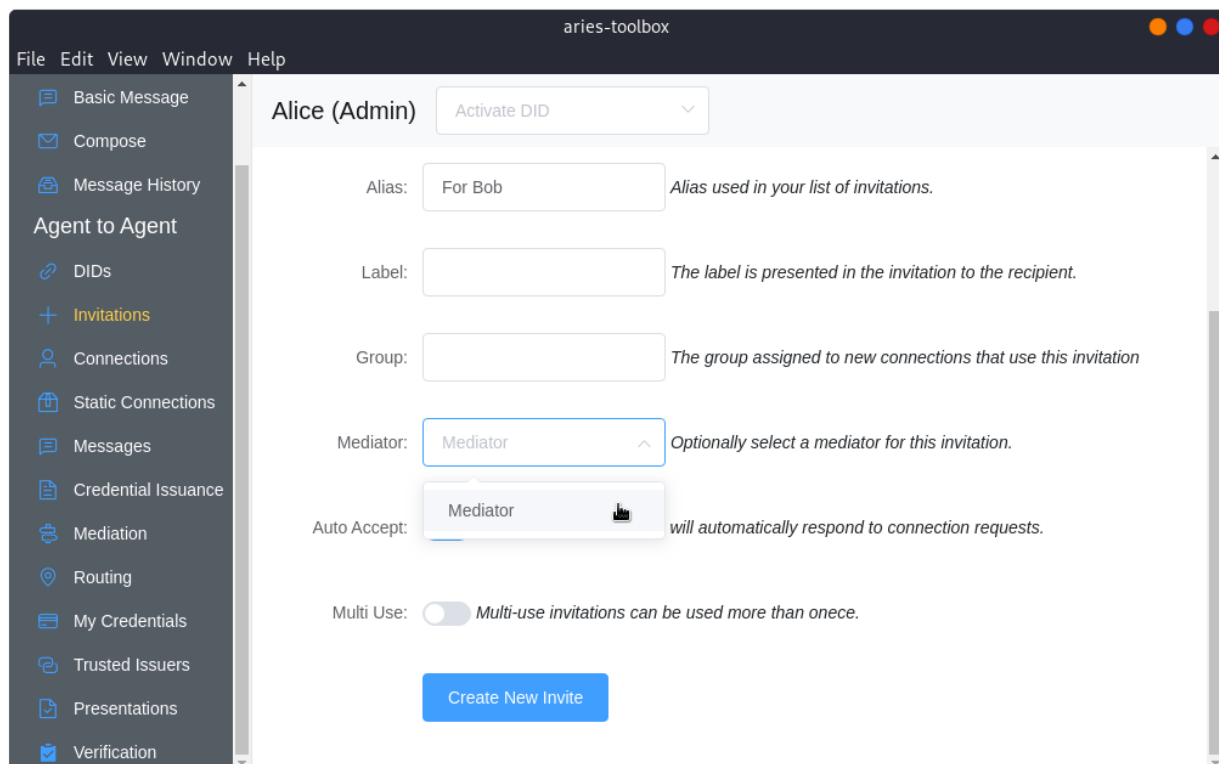 aries-toolbox
File Edit View Window Help
Basic Message
Compose
Message History
Agent to Agent
DIDs
Invitations
Connections
Static Connections
Messages
Credential Issuance
Mediation
Routing
My Credentials
Trusted Issuers
Presentations
Verification
Alice (Admin) Activate DID
Alias: For Bob Alias used in your list of invitations.
Label: The label is presented in the invitation to the recipient.
Group: The group assigned to new connections that use this invitation
Mediator: Mediator Optionally select a mediator for this invitation.
Mediator
Auto Accept: will automatically respond to connection requests.
Multi Use: Multi-use invitations can be used more than onece.
Create New Invite